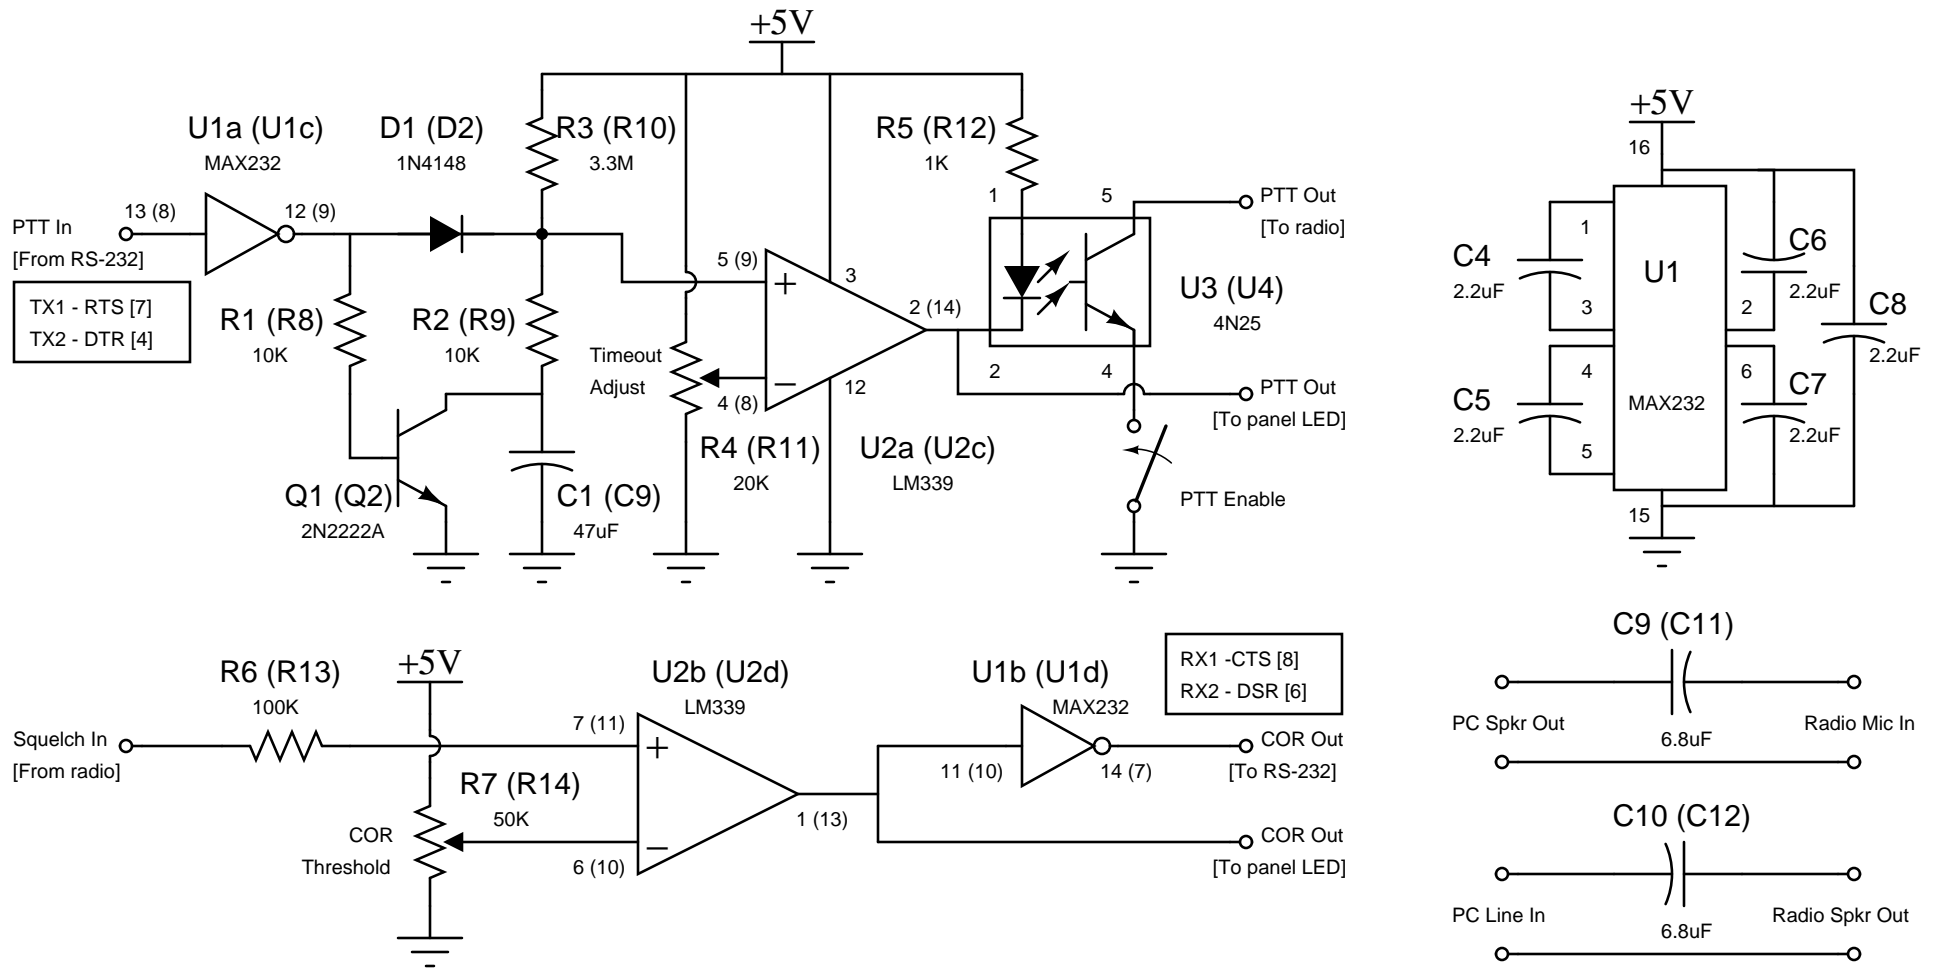 +5V
U1a (U1c)
MAX232
D1 (D2)
1N4148
R3 (R10)
3.3M
R5 (R12)
1K
PTT In
[From RS-232]
13 (8)
12 (9)
TX1 - RTS [7]
TX2 - DTR [4]
R1 (R8)
10K
R2 (R9)
10K
Timeout
Adjust
5 (9)
+
−
4 (8)
3
12
2 (14)
1
5
2
4
PTT Out
[To radio]
U3 (U4)
4N25
PTT Out
[To panel LED]
R4 (R11)
20K
U2a (U2c)
LM339
PTT Enable
Q1 (Q2)
2N2222A
C1 (C9)
47uF
+5V
16
C4
2.2uF
1
3
U1
C6
2.2uF
2
C8
2.2uF
C5
2.2uF
4
5
MAX232
6
C7
2.2uF
15
R6 (R13)
100K
+5V
U2b (U2d)
LM339
U1b (U1d)
MAX232
RX1 -CTS [8]
RX2 - DSR [6]
Squelch In
[From radio]
7 (11)
+
R7 (R14)
50K
COR
Threshold
−
6 (10)
1 (13)
11 (10)
14 (7)
COR Out
[To RS-232]
COR Out
[To panel LED]
C9 (C11)
PC Spkr Out
6.8uF
Radio Mic In
C10 (C12)
PC Line In
6.8uF
Radio Spkr Out